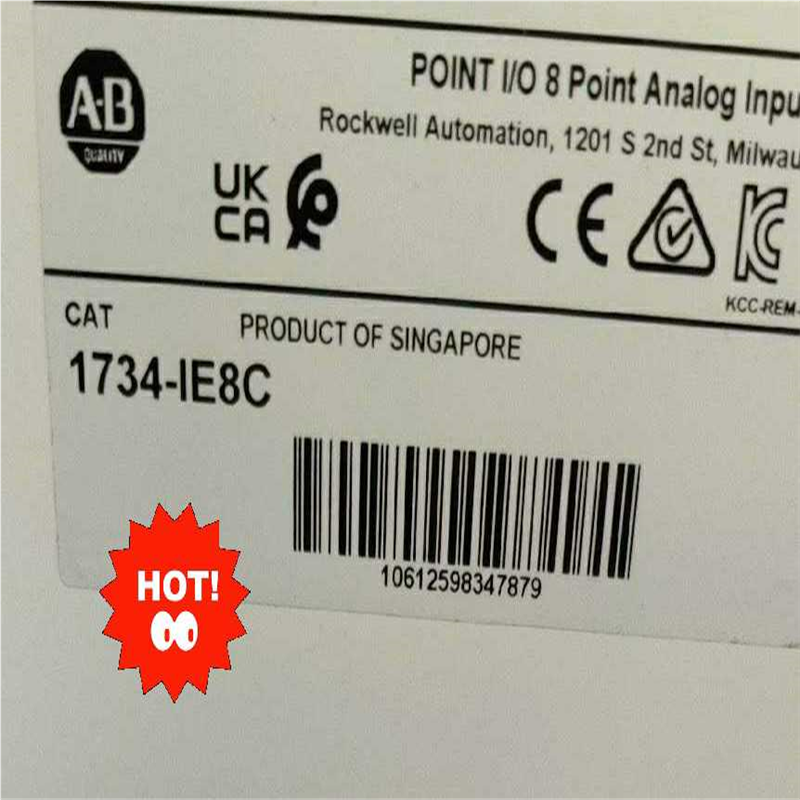 A-B
QUALITY
POINT I/O 8 Point Analog Inpu
Rockwell Automation, 1201 S 2nd St, Milwau
UK
CA
CE
KC
KCC-REM-
CAT
PRODUCT OF SINGAPORE
1734-IE8C
10612598347879
HOT!